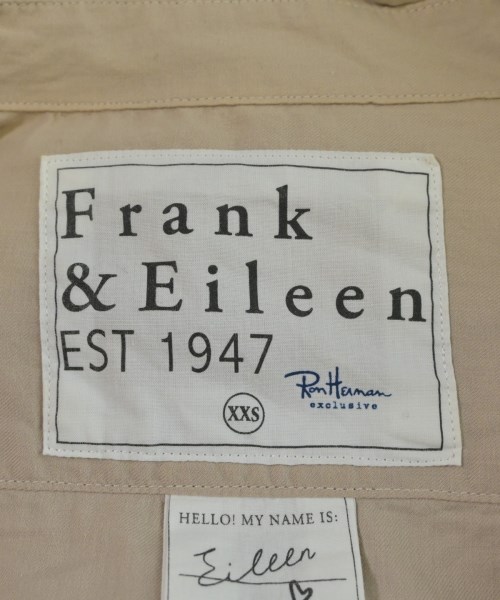 Frank
& Eileen
EST 1947
Ron Herman
exclusive
XXS
HELLO! MY NAME IS:
Eileen